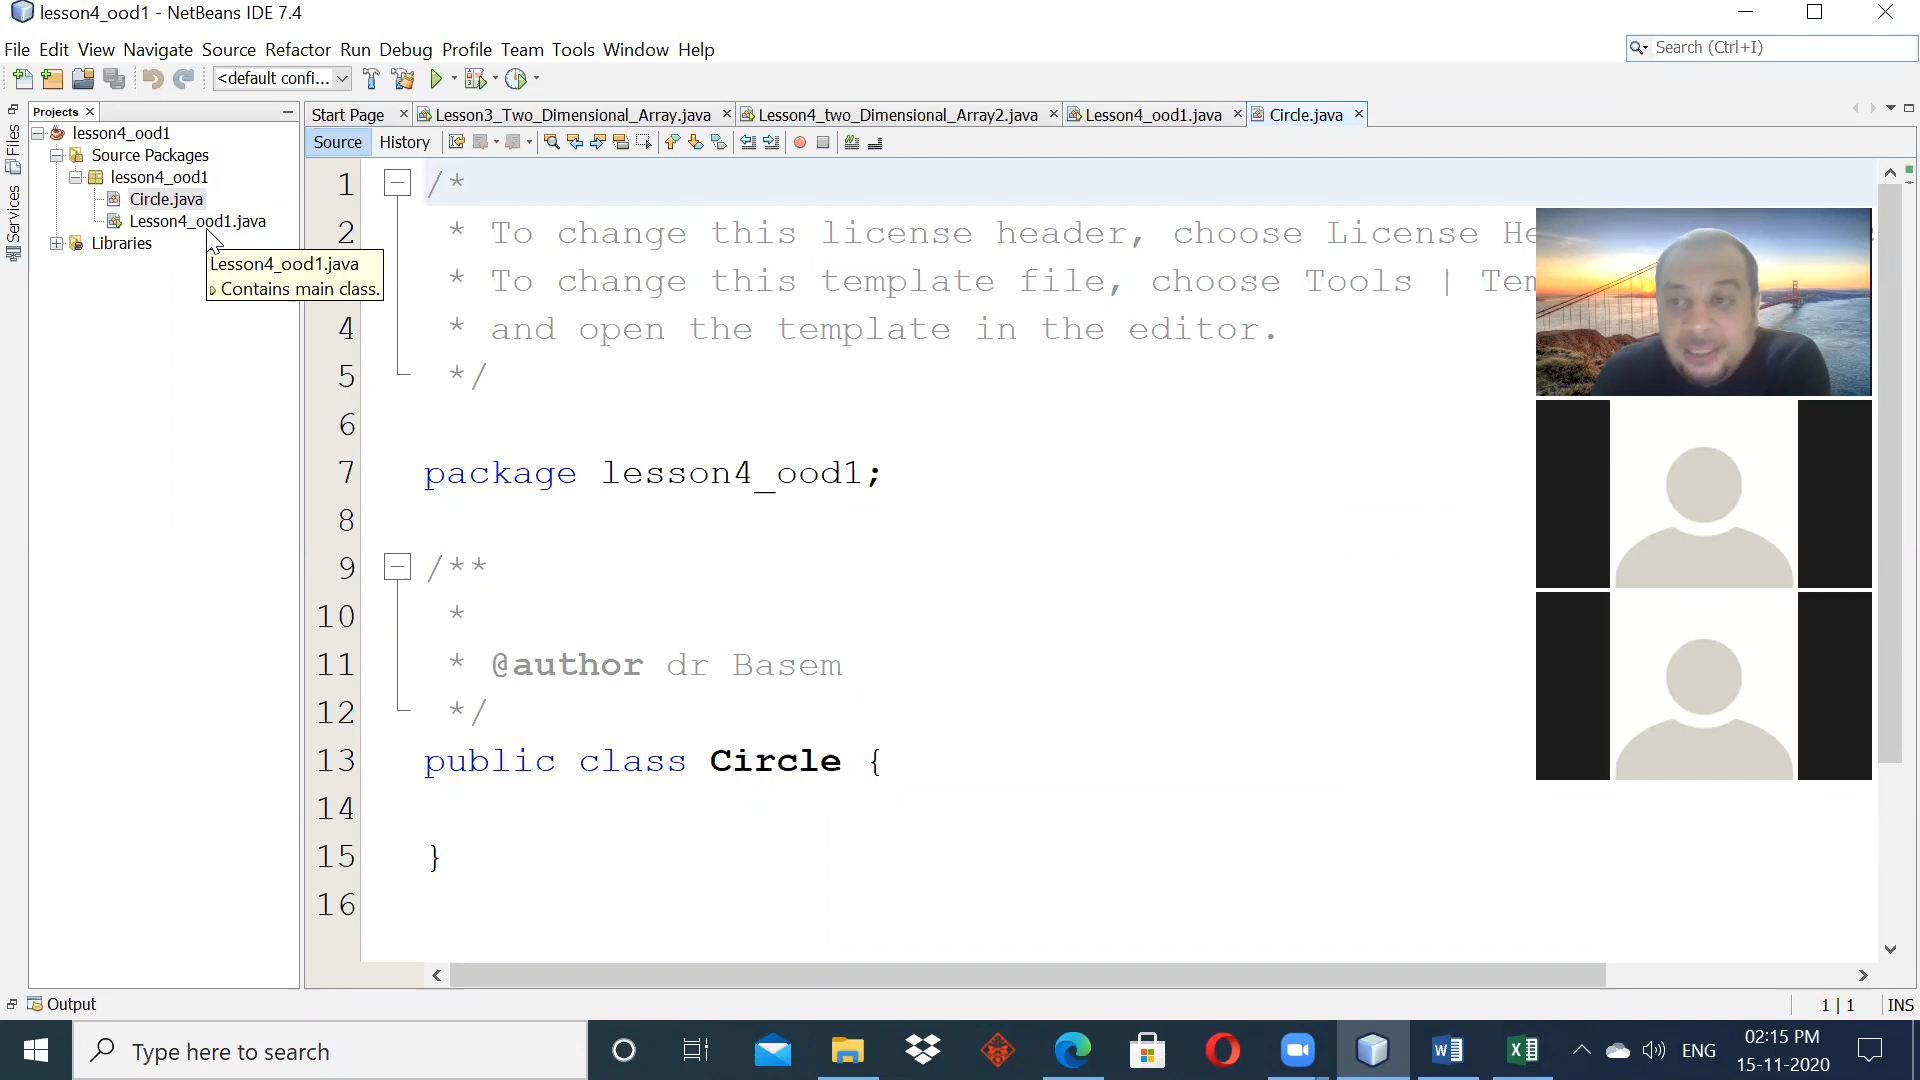 lesson4_ood1 - NetBeans IDE 7.4
File Edit View Navigate Source Refactor Run Debug Profile Team Tools Window Help
Search (Ctrl+I)
<default confi...
Projects
Start Page
Lesson3_Two_Dimensional_Array.java
Lesson4_two_Dimensional_Array2.java
Lesson4_ood1.java
Circle.java
Files
Services
lesson4_ood1
Source Packages
lesson4_ood1
Circle.java
Lesson4_ood1.java
Libraries
Lesson4_ood1.java
Contains main class.
Source History
1 /*
2 * To change this license header, choose License He
* To change this template file, choose Tools | Tem
4 * and open the template in the editor.
5 */
6
7 package lesson4_ood1;
8
9 /**
10 *
11 * @author dr Basem
12 */
13 public class Circle {
14
15 }
16
Output
1 | 1 INS
Type here to search
ENG
02:15 PM
15-11-2020